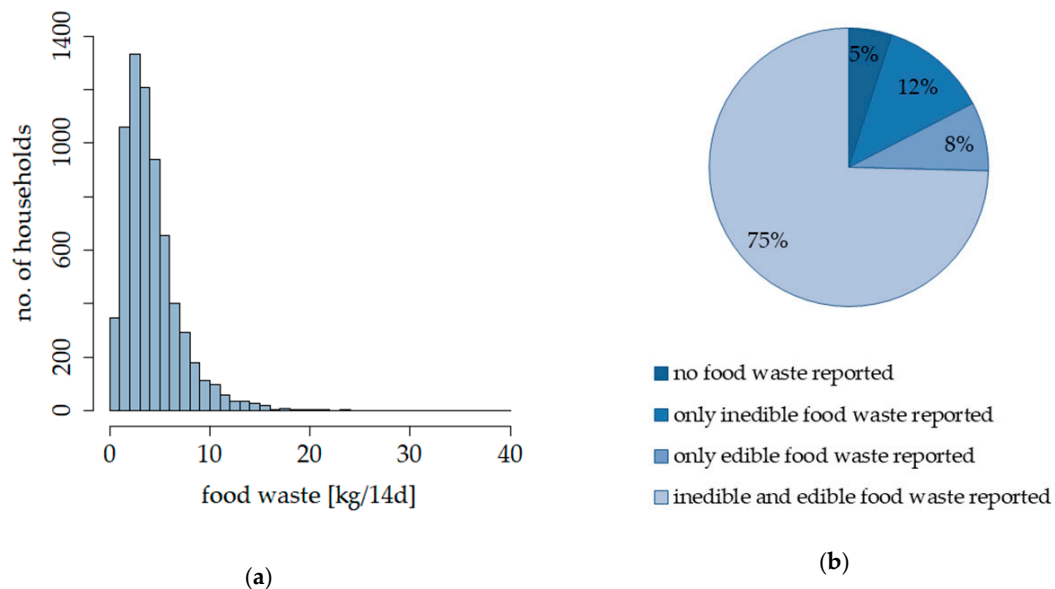 1400
1000
600
200
0
no. of households
0 10 20 30 40
food waste [kg/14d]
(a)
5%
12%
8%
75%
no food waste reported
only inedible food waste reported
only edible food waste reported
inedible and edible food waste reported
(b)